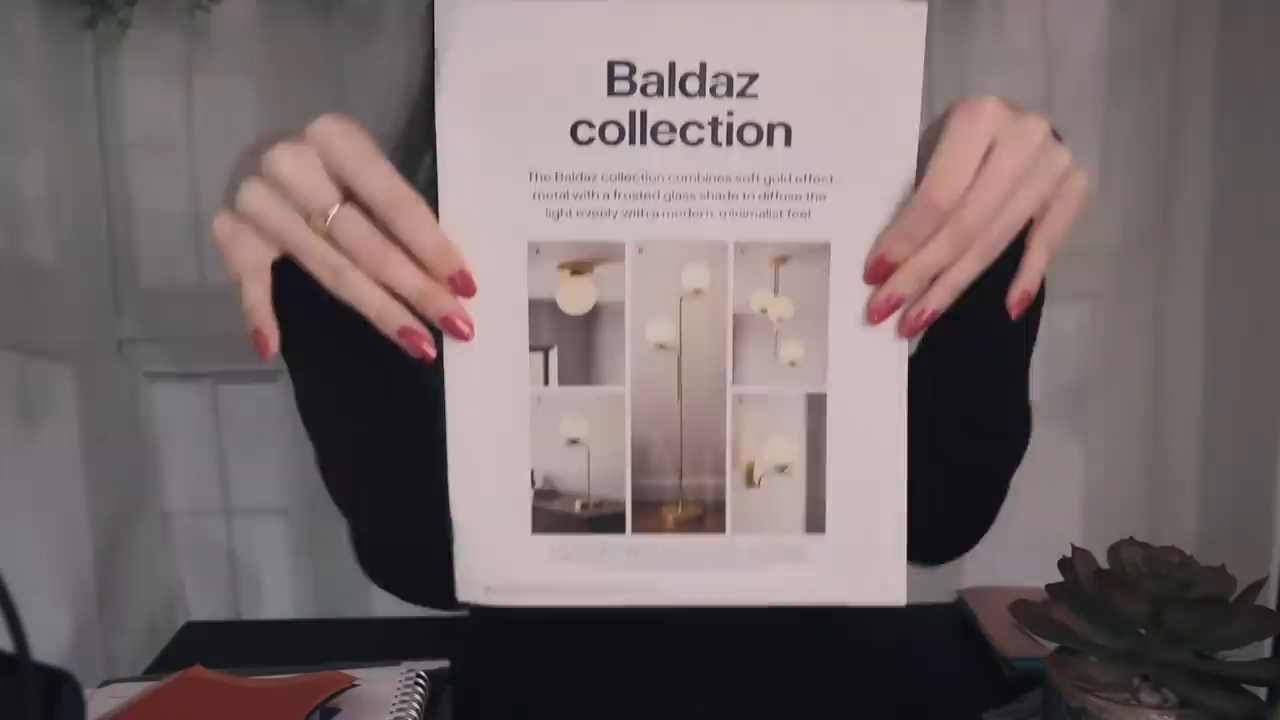 Baldaz
collection
The Baldaz collection combines soft gold effect
metal with a frosted glass shade to diffuse the
light evenly with a modern, minimalist feel